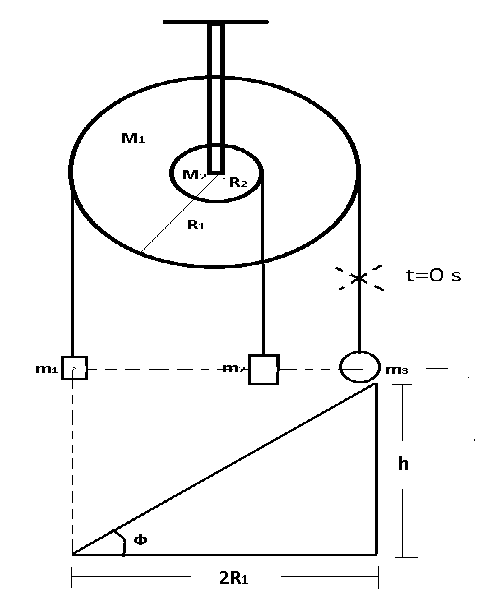 M₁
M₂
R₂
R₁
t=0 s
m₁
m₂
m₃
h
Φ
2R₁